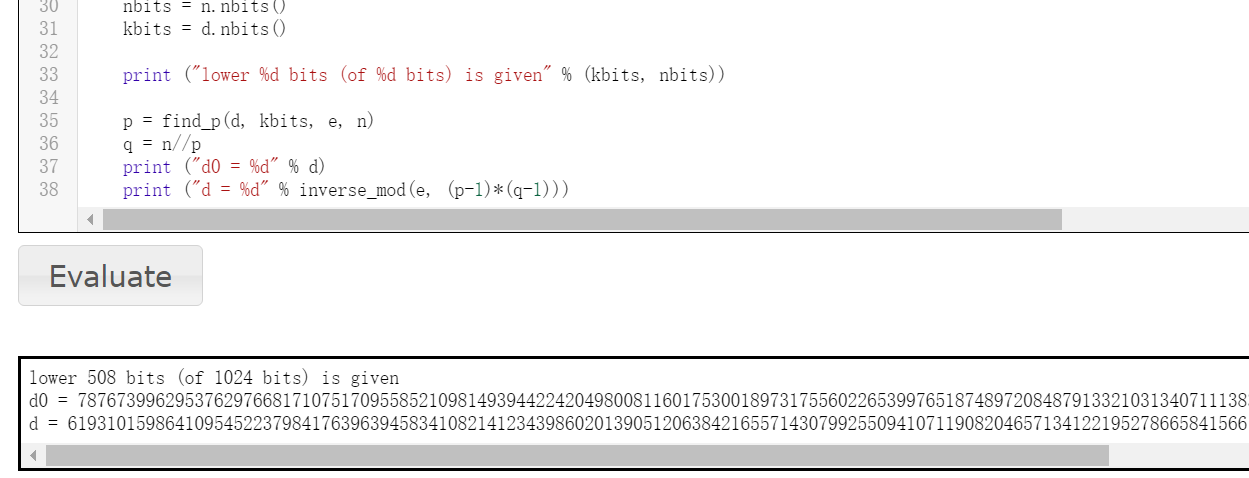 30 nbits = n.nbits()
31 kbits = d.nbits()
32
33 print ("lower %d bits (of %d bits) is given" % (kbits, nbits))
34
35 p = find_p(d, kbits, e, n)
36 q = n//p
37 print ("d0 = %d" % d)
38 print ("d = %d" % inverse_mod(e, (p-1)*(q-1)))
Evaluate
lower 508 bits (of 1024 bits) is given
d0 = 787673996295376297668171075170955852109814939442242049800811601753001897317556022653997651874897208487913321031340711138
d = 619310159864109545223798417639639458341082141234398602013905120638421655714307992550941071190820465713412219527866584156​6